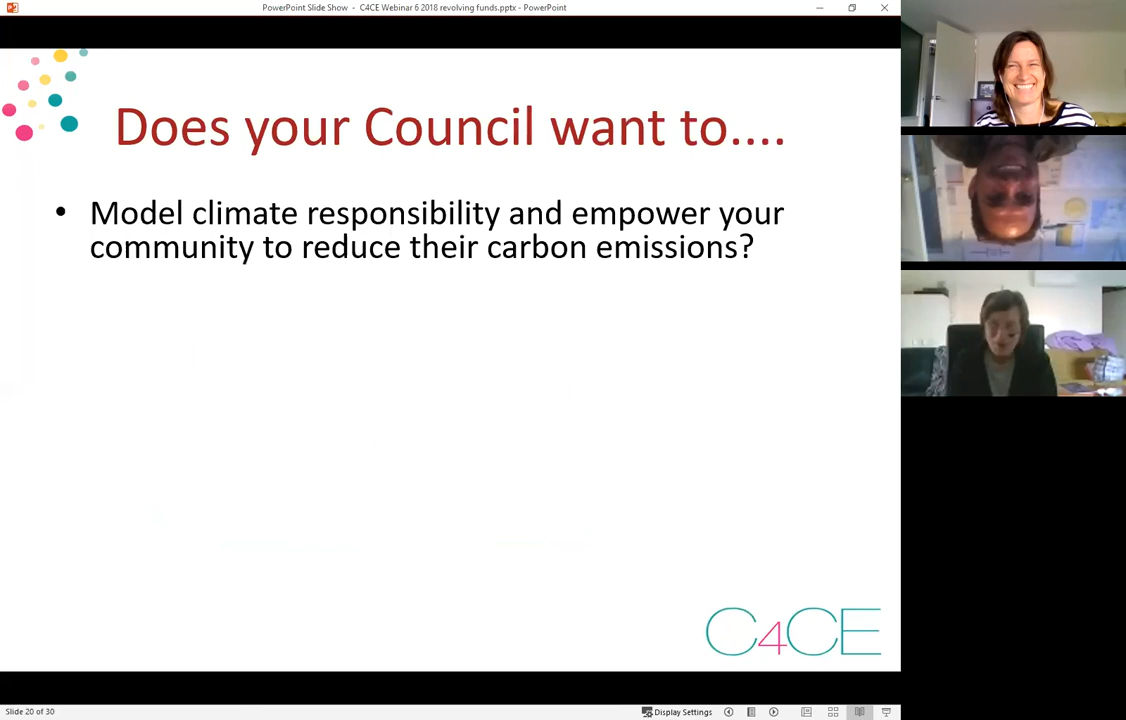 PowerPoint Slide Show - C4CE Webinar 6 2018 revolving funds.pptx - PowerPoint
Does your Council want to....
• Model climate responsibility and empower your
community to reduce their carbon emissions?
C4CE
Slide 20 of 30
Display Settings